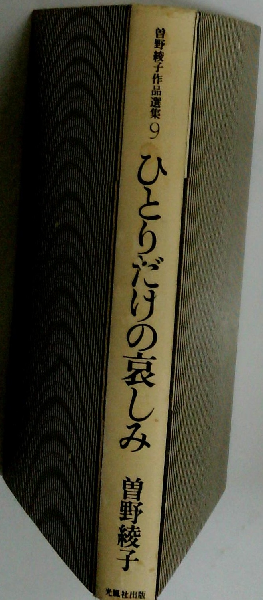 曽野綾子作品選集9
ひとりだけの哀しみ
曽野綾子
光風社出版